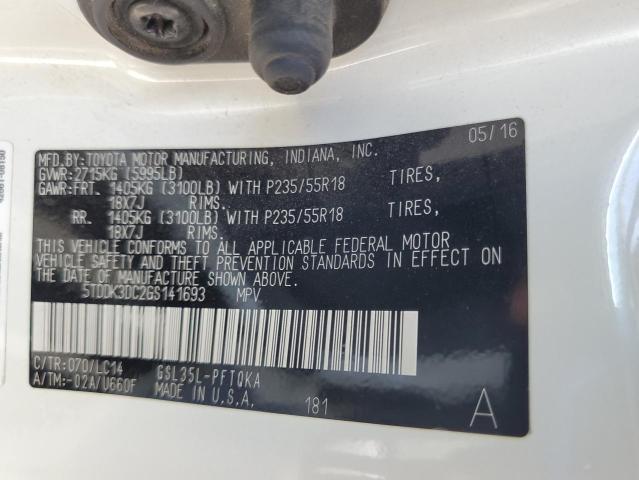 05/16
MFD.BY:TOYOTA MOTOR MANUFACTURING, INDIANA, INC.
GVWR:2715KG (5995LB)
GAWR:FRT. 1405KG (3100LB) WITH P235/55R18 TIRES,
18X7J RIMS.
RR. 1405KG (3100LB) WITH P235/55R18 TIRES,
18X7J RIMS.
THIS VEHICLE CONFORMS TO ALL APPLICABLE FEDERAL MOTOR
VEHICLE SAFETY AND THEFT PREVENTION STANDARDS IN EFFECT ON
THE DATE OF MANUFACTURE SHOWN ABOVE.
5TDDK3DC2GS141693 MPV
C/TR:070/LC14 GSL35L-PFTQKA
A/TM:-02A/U660F MADE IN U.S.A. 181 A